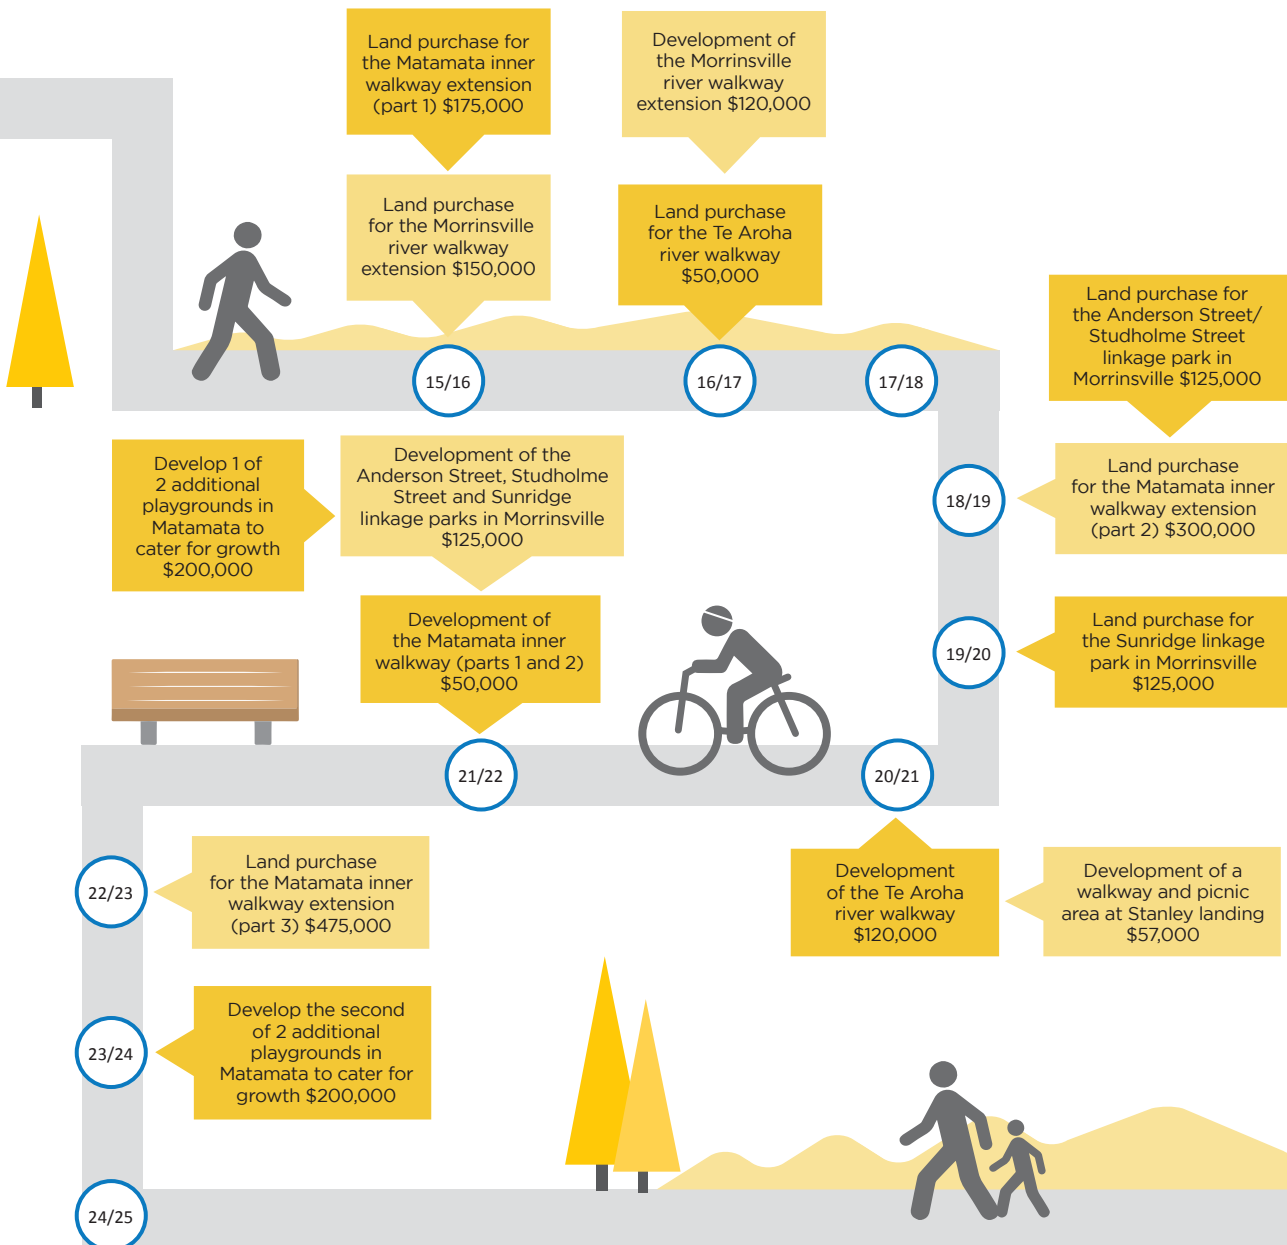 Land purchase for
the Matamata inner
walkway extension
(part 1) $175,000
Land purchase
for the Morrinsville
river walkway
extension $150,000
15/16
Development of
the Morrinsville
river walkway
extension $120,000
Land purchase
for the Te Aroha
river walkway
$50,000
16/17
17/18
Land purchase for
the Anderson Street/
Studholme Street
linkage park in
Morrinsville $125,000
Land purchase
for the Matamata inner
walkway extension
(part 2) $300,000
18/19
Land purchase for
the Sunridge linkage
park in Morrinsville
$125,000
19/20
20/21
Development
of the Te Aroha
river walkway
$120,000
Development of a
walkway and picnic
area at Stanley landing
$57,000
Develop 1 of
2 additional
playgrounds in
Matamata to
cater for growth
$200,000
Development of the
Anderson Street, Studholme
Street and Sunridge
linkage parks in Morrinsville
$125,000
Development of
the Matamata inner
walkway (parts 1 and 2)
$50,000
21/22
22/23
Land purchase
for the Matamata inner
walkway extension
(part 3) $475,000
23/24
Develop the second
of 2 additional
playgrounds in
Matamata to cater for
growth $200,000
24/25